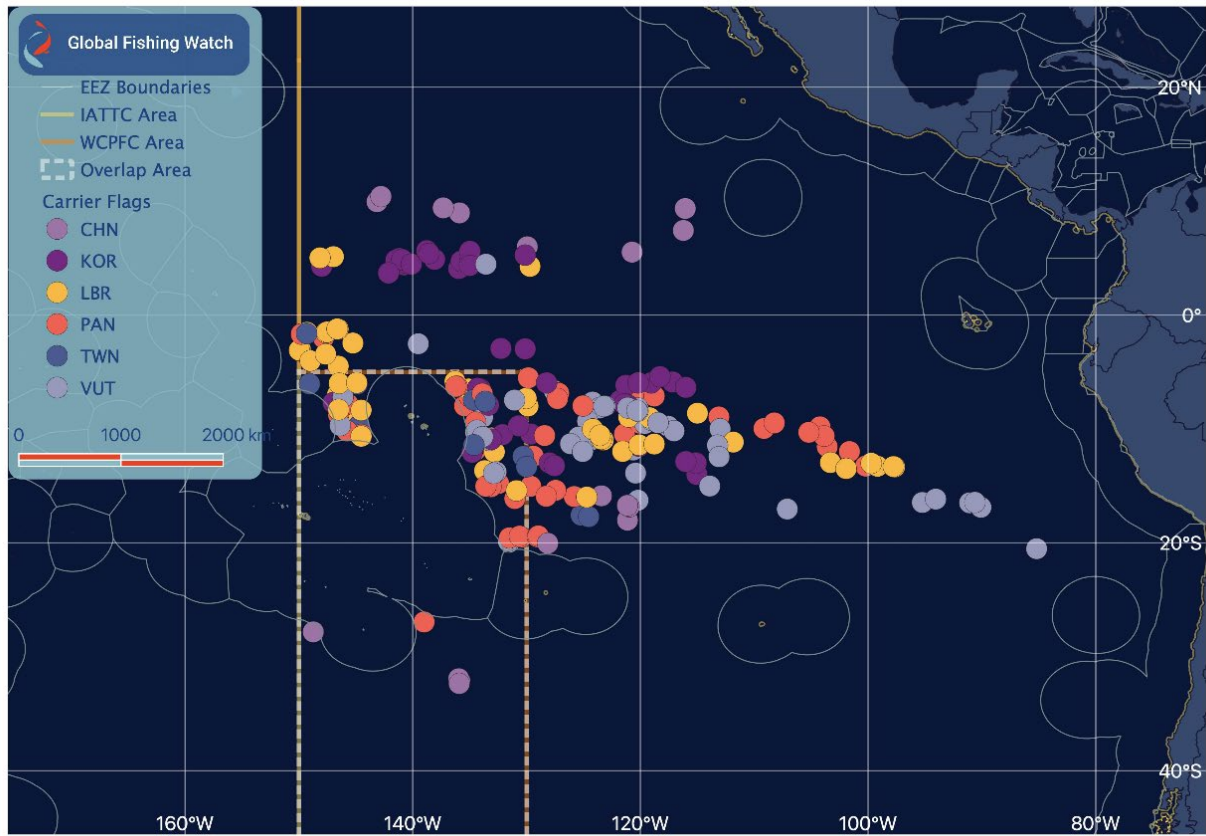 Global Fishing Watch
EEZ Boundaries
IATTC Area
WCPFC Area
Overlap Area
Carrier Flags
CHN
KOR
LBR
PAN
TWN
VUT
0 1000 2000 km
20°N
0°
20°S
40°S
160°W 140°W 120°W 100°W 80°W